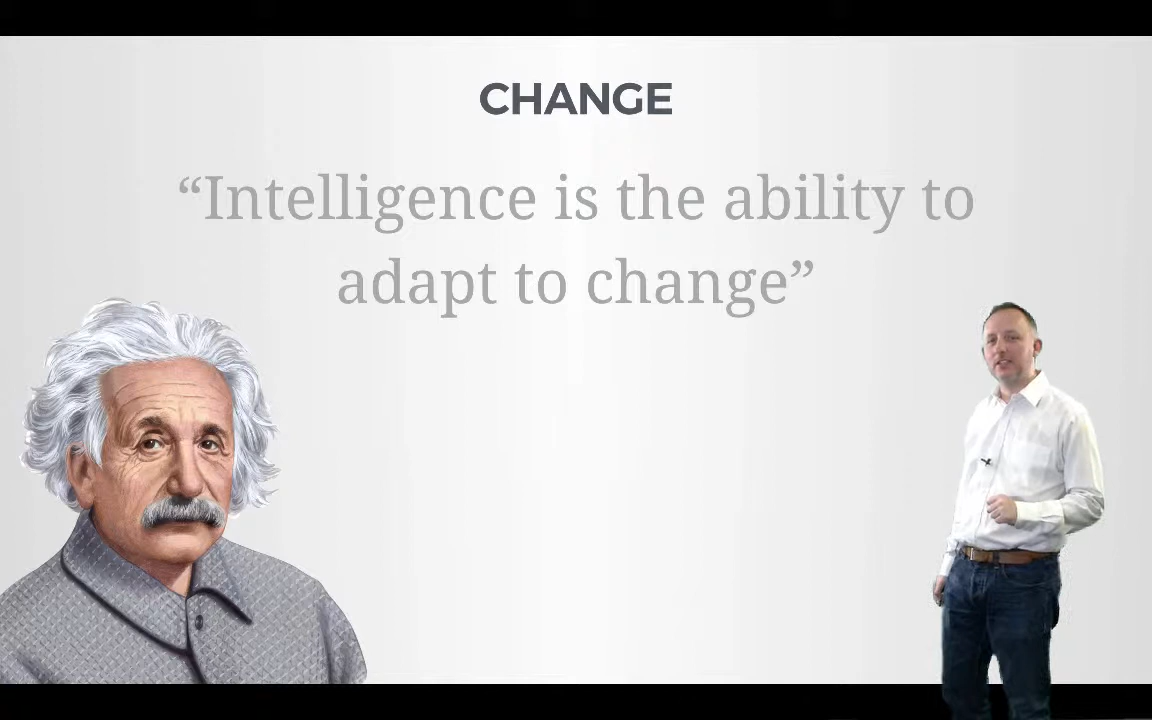 CHANGE
“Intelligence is the ability to
adapt to change”